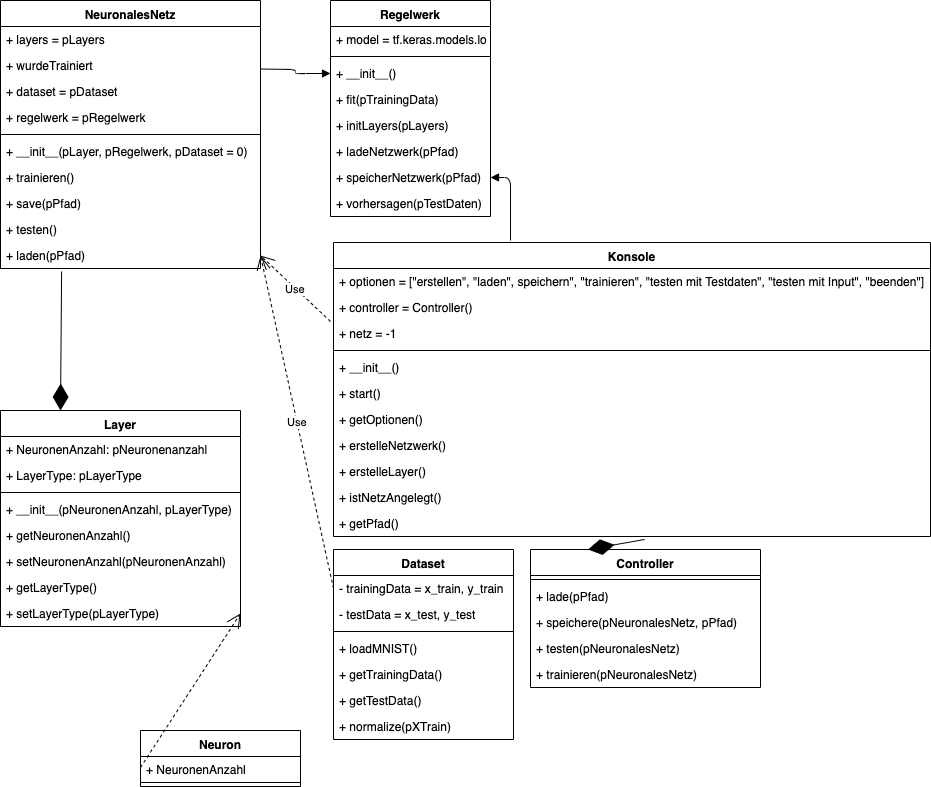 NeuronalesNetz
+ layers = pLayers
+ wurdeTrainiert
+ dataset = pDataset
+ regelwerk = pRegelwerk
+ __init__(pLayer, pRegelwerk, pDataset = 0)
+ trainieren()
+ save(pPfad)
+ testen()
+ laden(pPfad)
Regelwerk
+ model = tf.keras.models.lo
+ __init__()
+ fit(pTrainingData)
+ initLayers(pLayers)
+ ladeNetzwerk(pPfad)
+ speicherNetzwerk(pPfad)
+ vorhersagen(pTestDaten)
Use
Use
Konsole
+ optionen = ["erstellen", "laden", speichern", "trainieren", "testen mit Testdaten", "testen mit Input", "beenden"]
+ controller = Controller()
+ netz = -1
+ __init__()
+ start()
+ getOptionen()
+ erstelleNetzwerk()
+ erstelleLayer()
+ istNetzAngelegt()
+ getPfad()
Layer
+ NeuronenAnzahl: pNeuronenanzahl
+ LayerType: pLayerType
+ __init__(pNeuronenAnzahl, pLayerType)
+ getNeuronenAnzahl()
+ setNeuronenAnzahl(pNeuronenAnzahl)
+ getLayerType()
+ setLayerType(pLayerType)
Dataset
- trainingData = x_train, y_train
- testData = x_test, y_test
+ loadMNIST()
+ getTrainingData()
+ getTestData()
+ normalize(pXTrain)
Controller
+ lade(pPfad)
+ speichere(pNeuronalesNetz, pPfad)
+ testen(pNeuronalesNetz)
+ trainieren(pNeuronalesNetz)
Neuron
+ NeuronenAnzahl